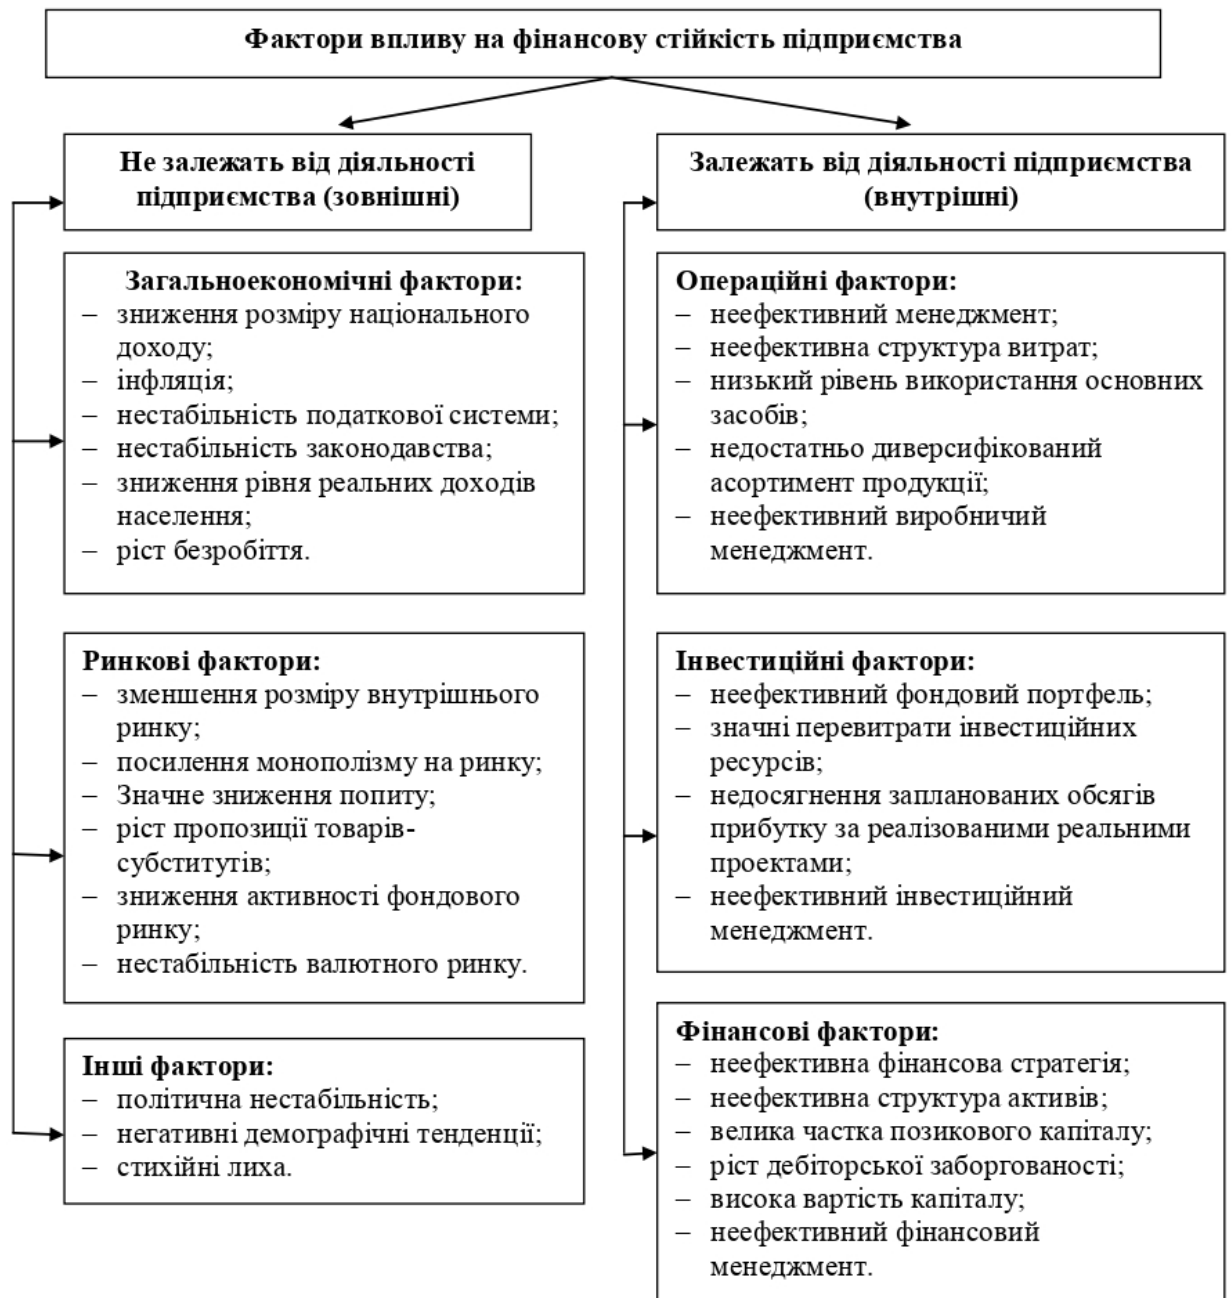 Фактори впливу на фінансову стійкість підприємства
Не залежать від діяльності
підприємства (зовнішні)
Загальноекономічні фактори:
– зниження розміру національного
доходу;
– інфляція;
– нестабільність податкової системи;
– нестабільність законодавства;
– зниження рівня реальних доходів
населення;
– ріст безробіття.
Ринкові фактори:
– зменшення розміру внутрішнього
ринку;
– посилення монополізму на ринку;
– Значне зниження попиту;
– ріст пропозиції товарів-
субститутів;
– зниження активності фондового
ринку;
– нестабільність валютного ринку.
Інші фактори:
– політична нестабільність;
– негативні демографічні тенденції;
– стихійні лиха.
Залежать від діяльності підприємства
(внутрішні)
Операційні фактори:
– неефективний менеджмент;
– неефективна структура витрат;
– низький рівень використання основних
засобів;
– недостатньо диверсифікований
асортимент продукції;
– неефективний виробничий
менеджмент.
Інвестиційні фактори:
– неефективний фондовий портфель;
– значні перевитрати інвестиційних
ресурсів;
– недосягнення запланованих обсягів
прибутку за реалізованими реальними
проектами;
– неефективний інвестиційний
менеджмент.
Фінансові фактори:
– неефективна фінансова стратегія;
– неефективна структура активів;
– велика частка позикового капіталу;
– ріст дебіторської заборгованості;
– висока вартість капіталу;
– неефективний фінансовий
менеджмент.